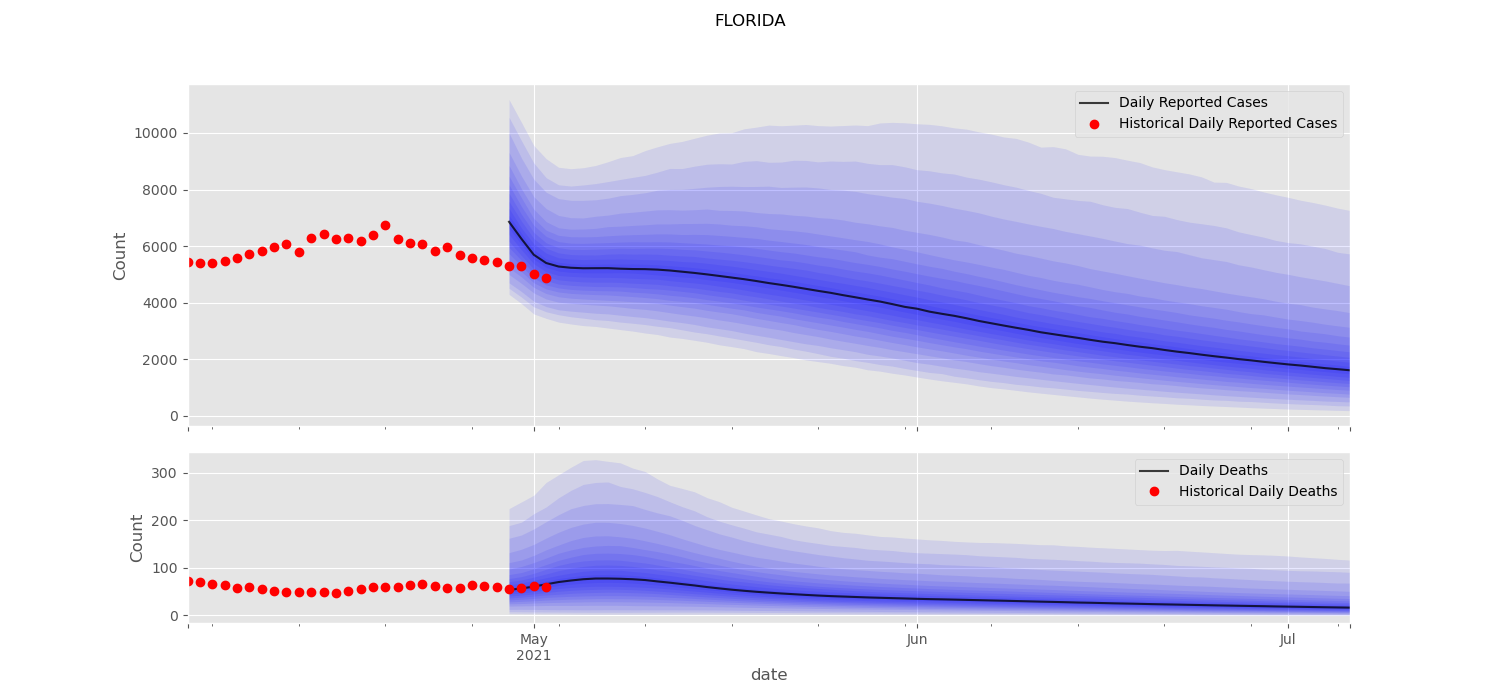 FLORIDA
Daily Reported Cases
Historical Daily Reported Cases
10000
8000
6000
4000
2000
0
Count
Daily Deaths
Historical Daily Deaths
300
200
100
0
Count
May
2021
Jun
Jul
date